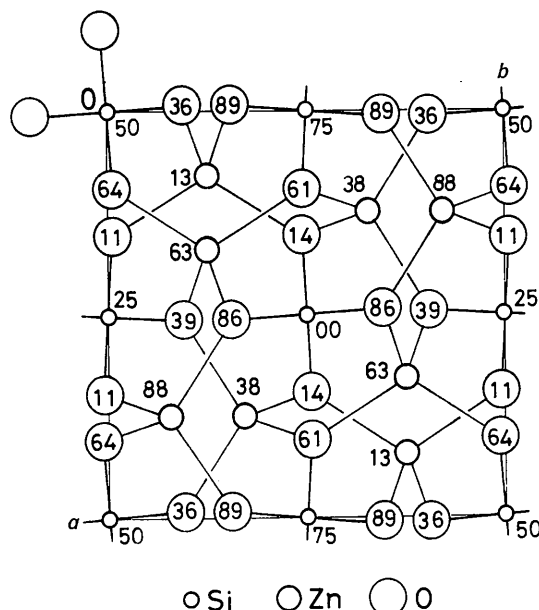 b
O 36 89 89 36
50 75 50
13 38 88
64 61 64
11 14 11
63
25 25
39 86 00 86 39
63
88 38
11 14 11
64 61 64
13
36 89 89 36
a 50 75 50
Si Zn O